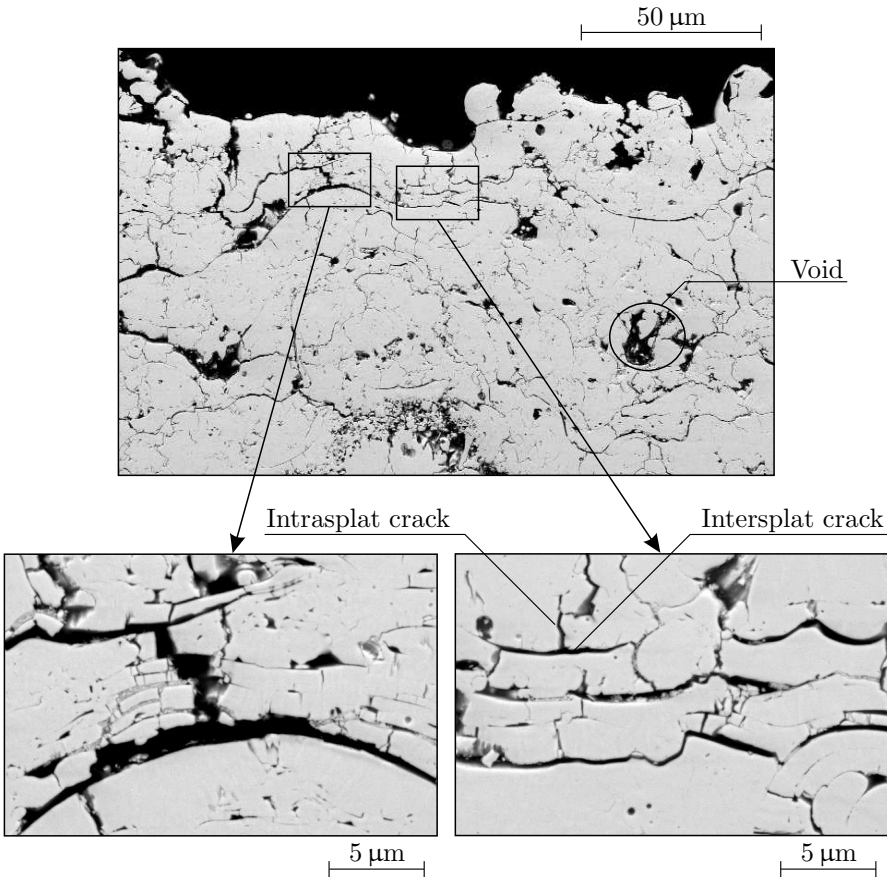 50 µm
Void
Intrasplat crack
Intersplat crack
5 µm
5 µm